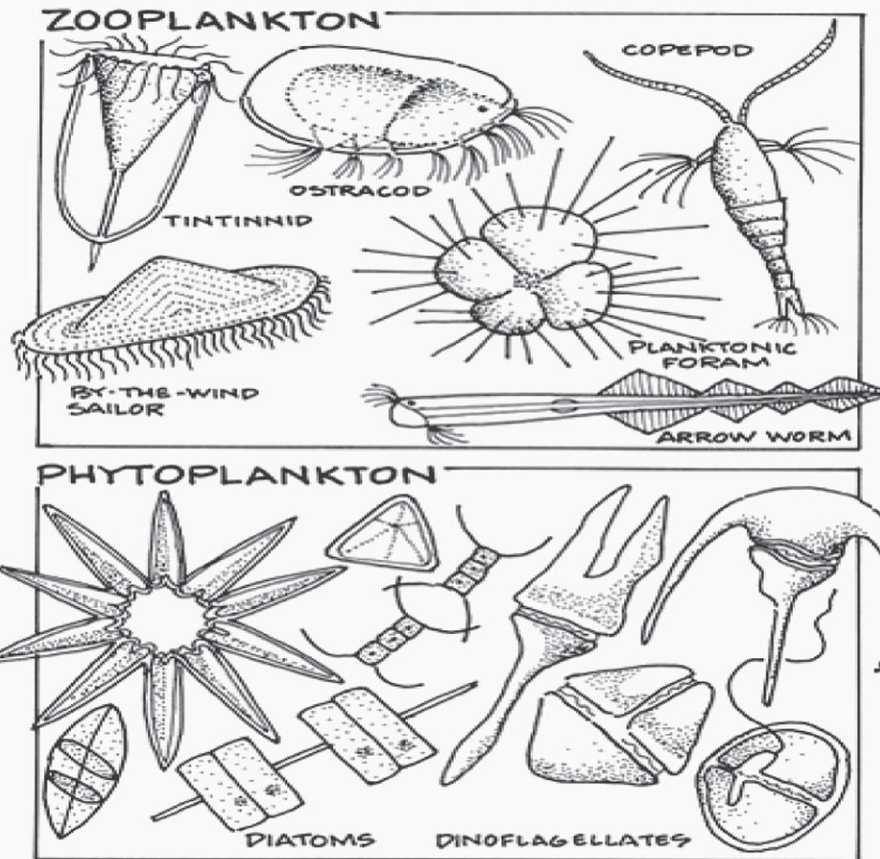 ZOOPLANKTON
COPEPOD
OSTRACOD
TINTINNID
PLANKTONIC
FORAM
BY-THE-WIND
SAILOR
ARROW WORM
PHYTOPLANKTON
DIATOMS
DINOFLAGELLATES